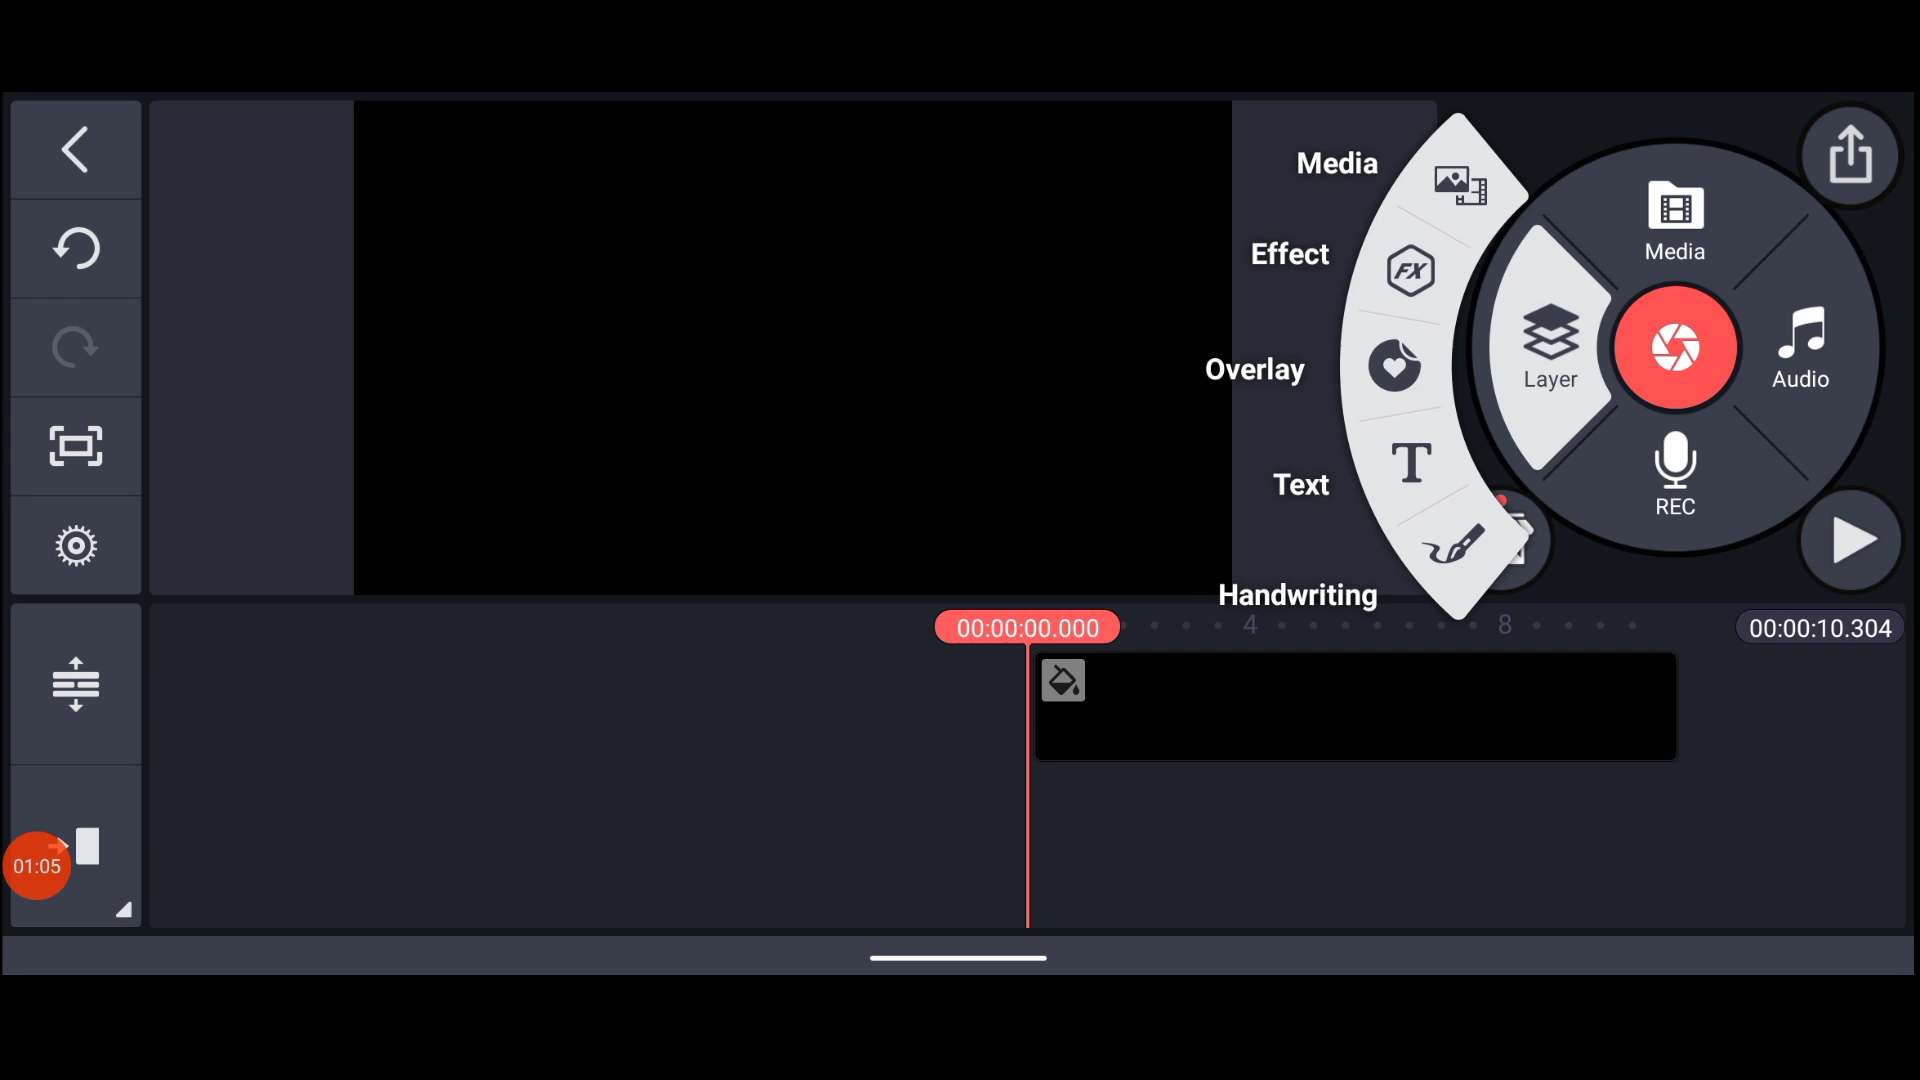 Media
Effect
Overlay
Text
Handwriting
FX
T
Media
Layer
Audio
REC
00:00:00.000
4
8
00:00:10.304
01:05